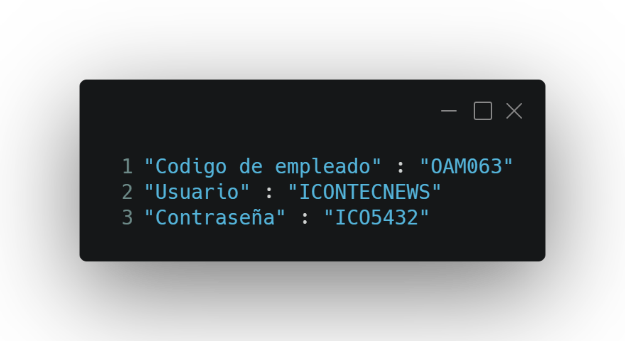 1 "Codigo de empleado" : "OAM063"
2 "Usuario" : "ICONTECNEWS"
3 "Contraseña" : "ICO5432"